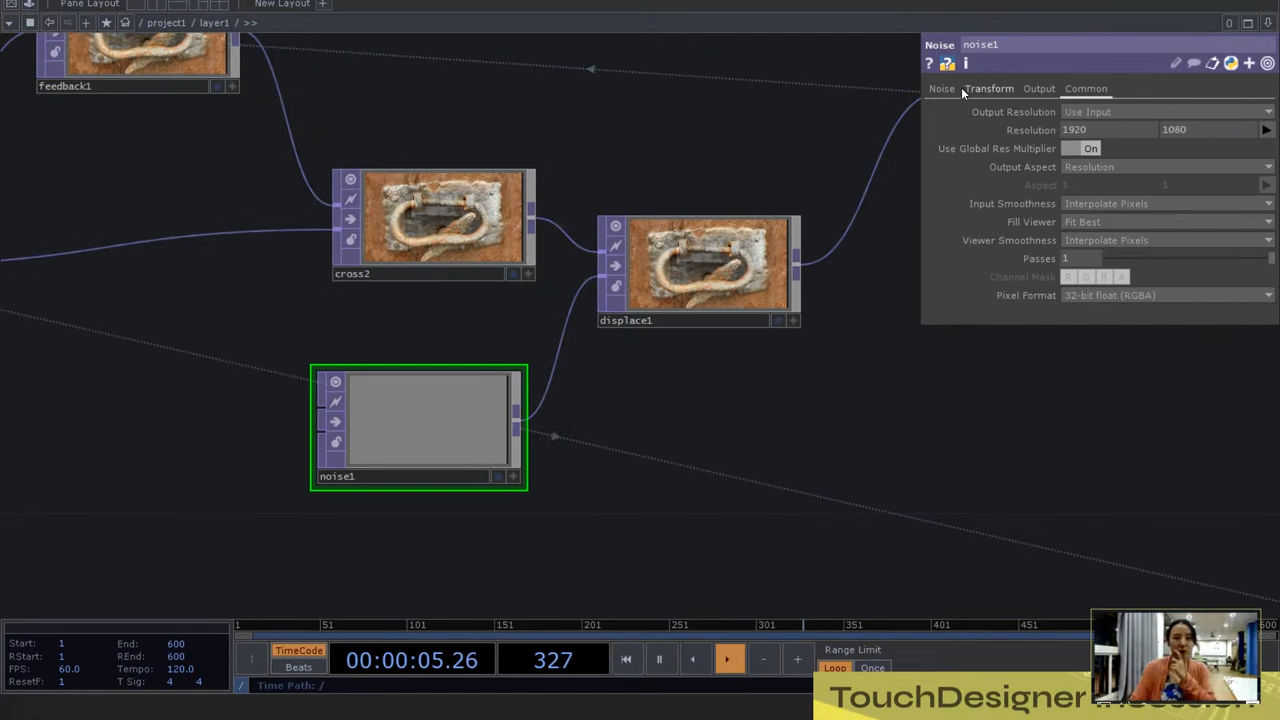 Pane Layout
New Layout
+
/ project1 / layer1 / >>
0
feedback1
cross2
displace1
noise1
Noise noise1
? ? i
Noise Transform Output Common
Output Resolution Use Input
Resolution 1920 1080
Use Global Res Multiplier On
Output Aspect Resolution
Aspect 1 1
Input Smoothness Interpolate Pixels
Fill Viewer Fit Best
Viewer Smoothness Interpolate Pixels
Passes 1
Channel Mask R G B A
Pixel Format 32-bit float (RGBA)
1 51 101 151 201 251 301 351 401 451 500
Start: 1 End: 600
RStart: 1 REnd: 600
FPS: 60.0 Tempo: 120.0
ResetF: 1 T Sig: 4 4
TimeCode
Beats
00:00:05.26
327
Range Limit
Loop Once
/ Time Path: /
TouchDesigner